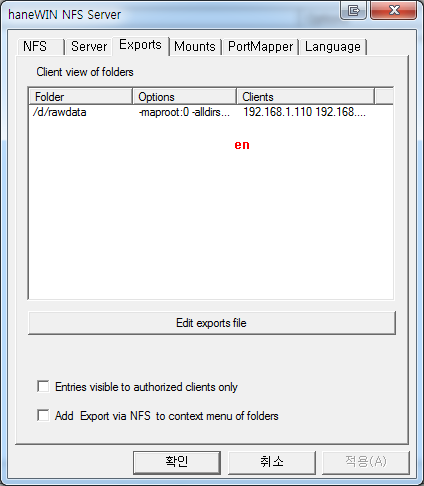 haneWIN NFS Server
NFS Server Exports Mounts PortMapper Language
Client view of folders
Folder Options Clients
/d/rawdata -maproot:0 -alldirs... 192.168.1.110 192.168....
en
Edit exports file
Entries visible to authorized clients only
Add Export via NFS to context menu of folders
확인 취소 적용(A)